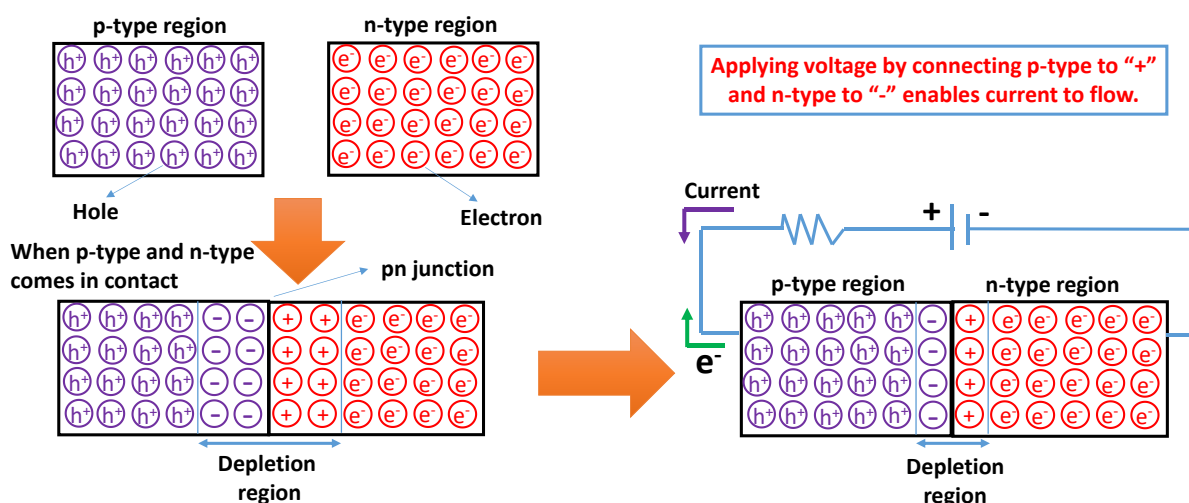 p-type region
n-type region
h⁺ h⁺ h⁺ h⁺ h⁺ h⁺
h⁺ h⁺ h⁺ h⁺ h⁺ h⁺
h⁺ h⁺ h⁺ h⁺ h⁺ h⁺
h⁺ h⁺ h⁺ h⁺ h⁺ h⁺
e⁻ e⁻ e⁻ e⁻ e⁻ e⁻
e⁻ e⁻ e⁻ e⁻ e⁻ e⁻
e⁻ e⁻ e⁻ e⁻ e⁻ e⁻
e⁻ e⁻ e⁻ e⁻ e⁻ e⁻
Hole
Electron
When p-type and n-type
comes in contact
pn junction
h⁺ h⁺ h⁺ h⁺ − − + + e⁻ e⁻ e⁻ e⁻
h⁺ h⁺ h⁺ h⁺ − − + + e⁻ e⁻ e⁻ e⁻
h⁺ h⁺ h⁺ h⁺ − − + + e⁻ e⁻ e⁻ e⁻
h⁺ h⁺ h⁺ h⁺ − − + + e⁻ e⁻ e⁻ e⁻
Depletion
region
Applying voltage by connecting p-type to “+”
and n-type to “-” enables current to flow.
Current
+ -
p-type region
n-type region
e⁻
h⁺ h⁺ h⁺ h⁺ h⁺ − + e⁻ e⁻ e⁻ e⁻ e⁻
h⁺ h⁺ h⁺ h⁺ h⁺ − + e⁻ e⁻ e⁻ e⁻ e⁻
h⁺ h⁺ h⁺ h⁺ h⁺ − + e⁻ e⁻ e⁻ e⁻ e⁻
h⁺ h⁺ h⁺ h⁺ h⁺ − + e⁻ e⁻ e⁻ e⁻ e⁻
Depletion
region